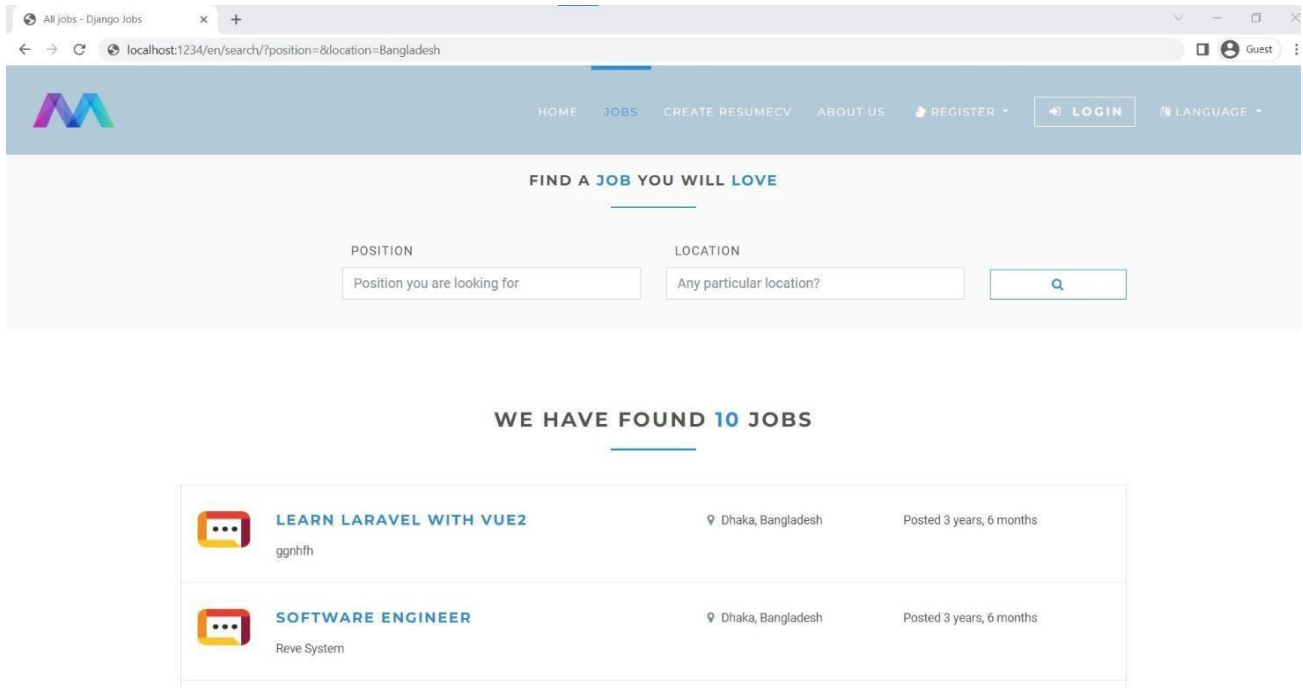 All jobs - Django Jobs
localhost:1234/en/search/?position=&location=Bangladesh
Guest
HOME JOBS CREATE RESUMECV ABOUT US REGISTER LOGIN LANGUAGE
FIND A JOB YOU WILL LOVE
POSITION LOCATION
Position you are looking for Any particular location?
WE HAVE FOUND 10 JOBS
LEARN LARAVEL WITH VUE2 Dhaka, Bangladesh Posted 3 years, 6 months
ggnhfh
SOFTWARE ENGINEER Dhaka, Bangladesh Posted 3 years, 6 months
Reve System